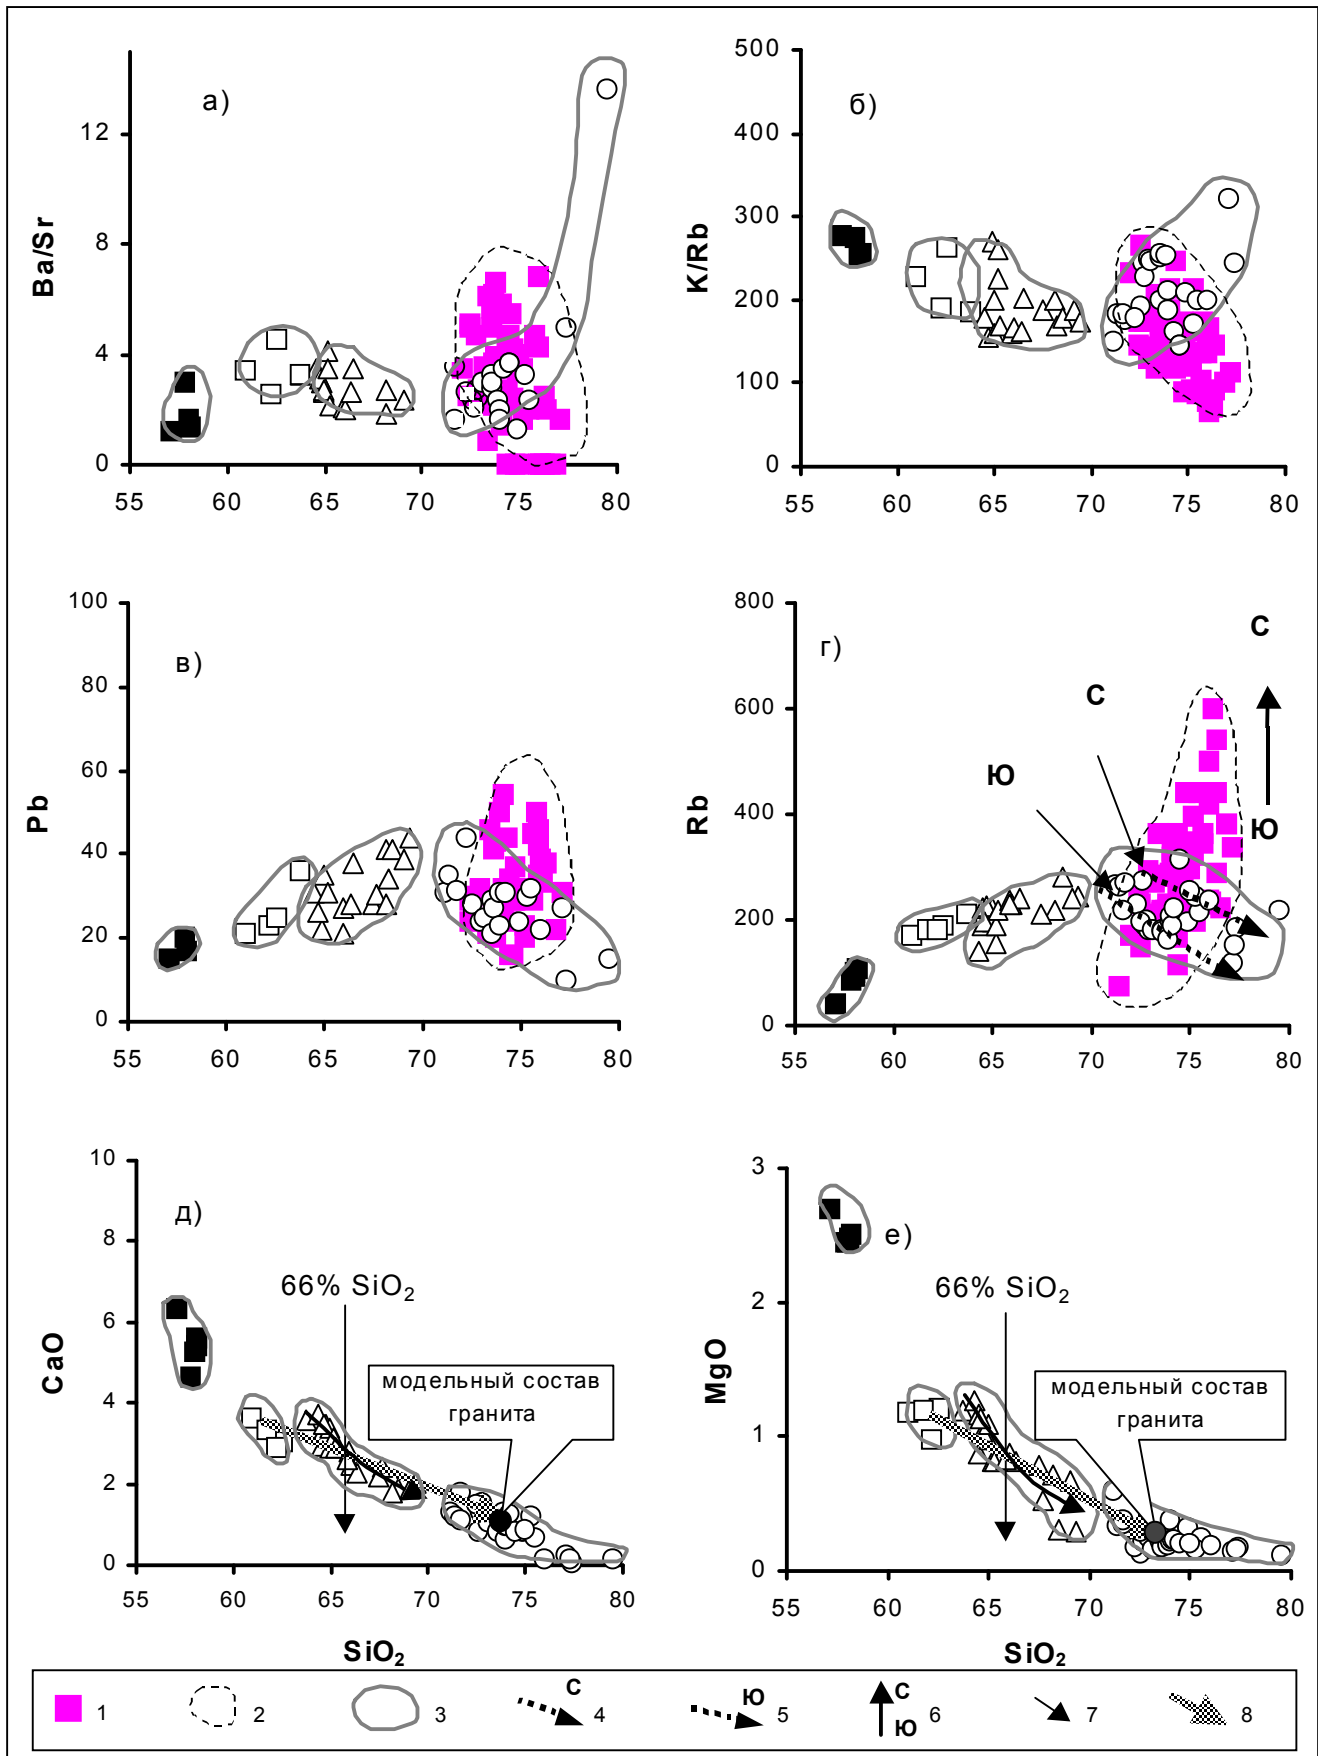 а)
Ba/Sr
12
8
4
0
55 60 65 70 75 80
б)
K/Rb
500
400
300
200
100
0
55 60 65 70 75 80
в)
Pb
100
80
60
40
20
0
55 60 65 70 75 80
г)
Rb
800
600
400
200
0
С
С
Ю
Ю
55 60 65 70 75 80
д)
CaO
10
8
6
4
2
0
66% SiO₂
модельный состав
гранита
55 60 65 70 75 80
SiO₂
е)
MgO
3
2
1
0
66% SiO₂
модельный состав
гранита
55 60 65 70 75 80
SiO₂
1 2 3 С 4 Ю 5 С Ю 6 7 8